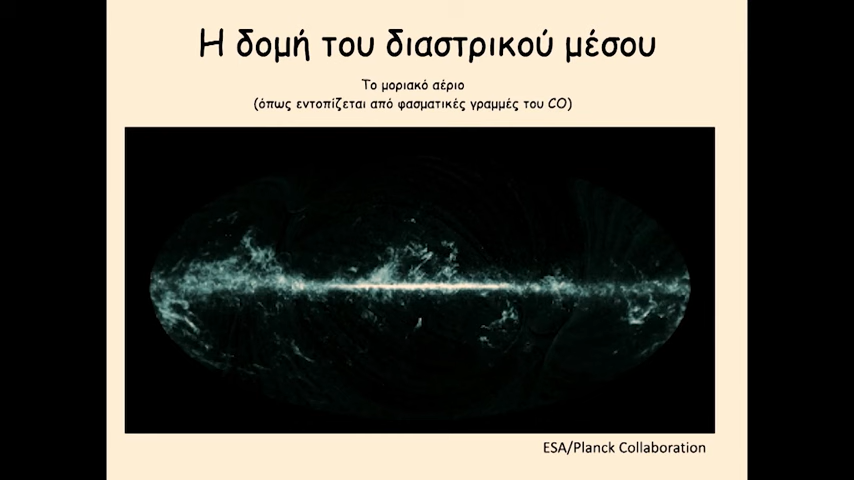 Η δομή του διαστρικού μέσου
Το μοριακό αέριο
(όπως εντοπίζεται από φασματικές γραμμές του CO)
ESA/Planck Collaboration